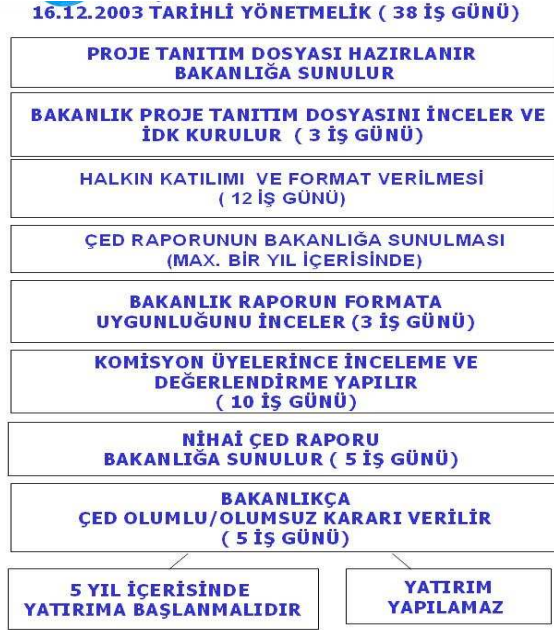 16.12.2003 TARİHLİ YÖNETMELİK ( 38 İŞ GÜNÜ)
PROJE TANITIM DOSYASI HAZIRLANIR
BAKANLIĞA SUNULUR
BAKANLIK PROJE TANITIM DOSYASINI İNCELER VE
İDK KURULUR ( 3 İŞ GÜNÜ)
HALKIN KATILIMI VE FORMAT VERİLMESİ
( 12 İŞ GÜNÜ)
ÇED RAPORUNUN BAKANLIĞA SUNULMASI
(MAX. BİR YIL İÇERİSİNDE)
BAKANLIK RAPORUN FORMATA
UYGUNLUĞUNU İNCELER (3 İŞ GÜNÜ)
KOMİSYON ÜYELERİNCE İNCELEME VE
DEĞERLENDİRME YAPILIR
( 10 İŞ GÜNÜ)
NİHAİ ÇED RAPORU
BAKANLIĞA SUNULUR ( 5 İŞ GÜNÜ)
BAKANLIKÇA
ÇED OLUMLU/OLUMSUZ KARARI VERİLİR
( 5 İŞ GÜNÜ)
5 YIL İÇERİSİNDE
YATIRIMA BAŞLANMALIDIR
YATIRIM
YAPILAMAZ